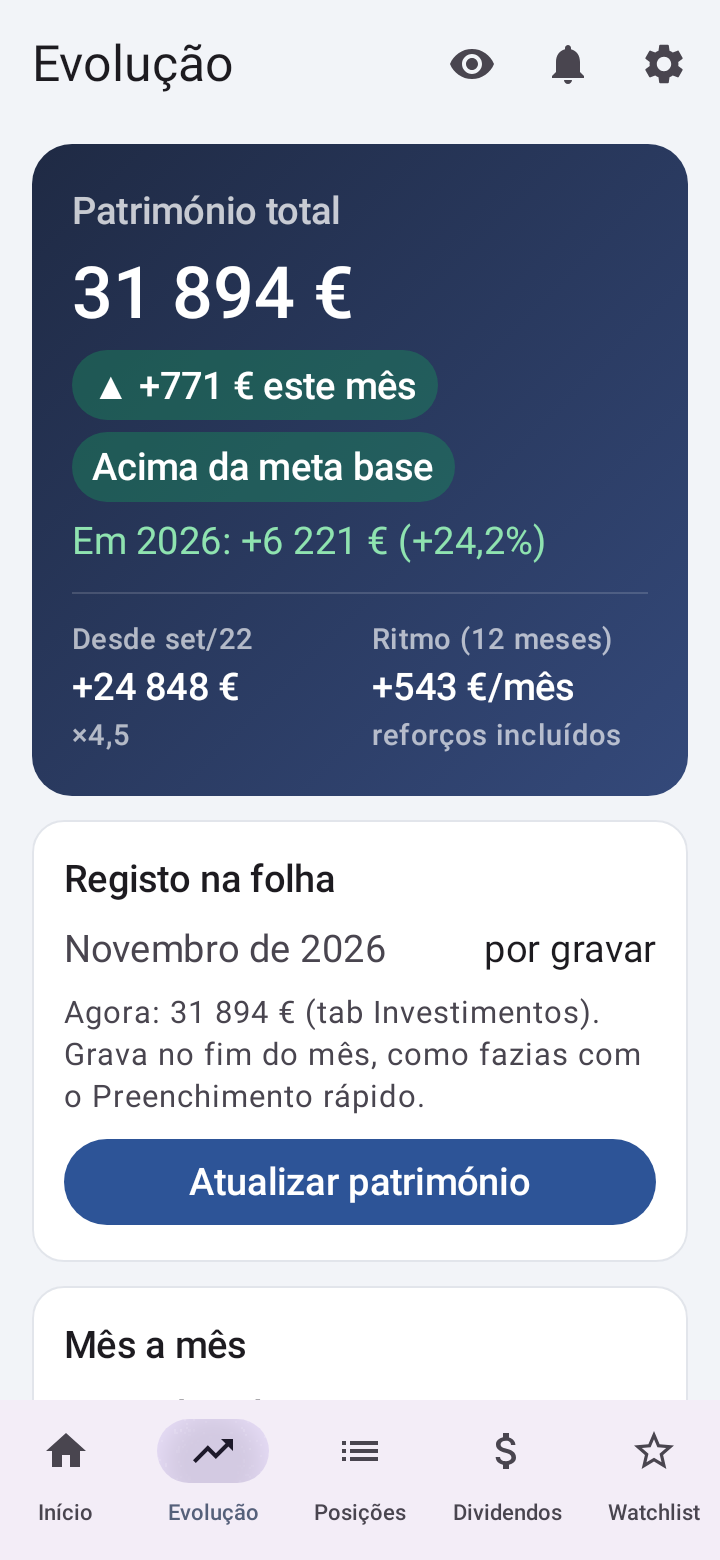 Evolução
Património total
31 894 €
▲ +771 € este mês
Acima da meta base
Em 2026: +6 221 € (+24,2%)
Desde set/22
+24 848 €
×4,5
Ritmo (12 meses)
+543 €/mês
reforços incluídos
Registo na folha
Novembro de 2026 por gravar
Agora: 31 894 € (tab Investimentos).
Grava no fim do mês, como fazias com
o Preenchimento rápido.
Atualizar património
Mês a mês
Início
Evolução
Posições
Dividendos
Watchlist